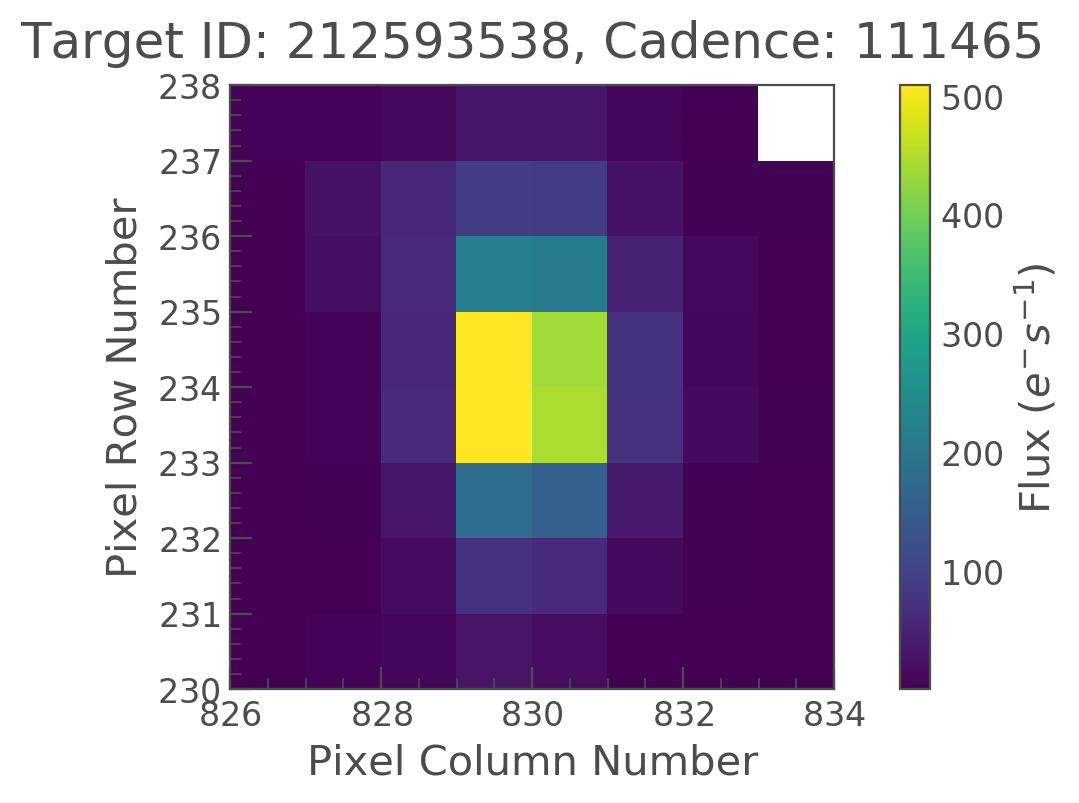 Target ID: 212593538, Cadence: 111465
238
237
236
235
234
233
232
231
230
Pixel Row Number
826 828 830 832 834
Pixel Column Number
500
400
300
200
100
Flux (e⁻s⁻¹)